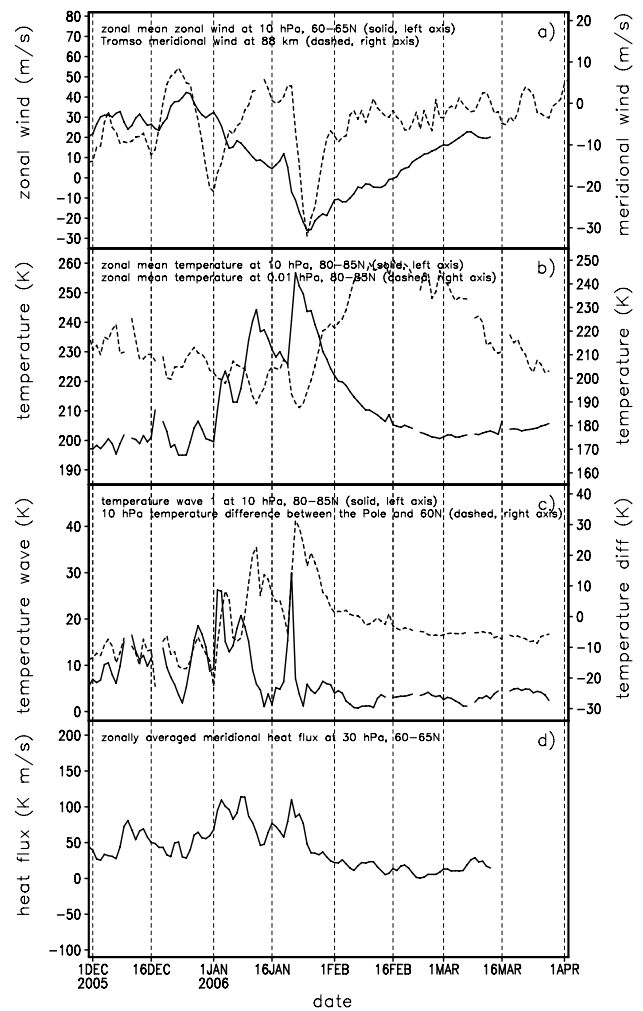 zonal mean zonal wind at 10 hPa, 60-65N (solid, left axis)
Tromso meridional wind at 88 km (dashed, right axis)
a)
80
70
60
50
40
30
20
10
0
-10
-20
-30
zonal wind (m/s)
20
10
0
-10
-20
-30
meridional wind (m/s)
zonal mean temperature at 10 hPa, 80-85N (solid, left axis)
zonal mean temperature at 0.01 hPa, 80-85N (dashed, right axis)
b)
260
250
240
230
220
210
200
190
temperature (K)
250
240
230
220
210
200
190
180
170
160
temperature (K)
temperature wave 1 at 10 hPa, 80-85N (solid, left axis)
10 hPa temperature difference between the Pole and 60N (dashed, right axis)
c)
40
30
20
10
0
temperature wave (K)
40
30
20
10
0
-10
-20
-30
temperature diff (K)
zonally averaged meridional heat flux at 30 hPa, 60-65N
d)
200
150
100
50
0
-50
-100
heat flux (K m/s)
1DEC 16DEC 1JAN 16JAN 1FEB 16FEB 1MAR 16MAR 1APR
2005 2006
date